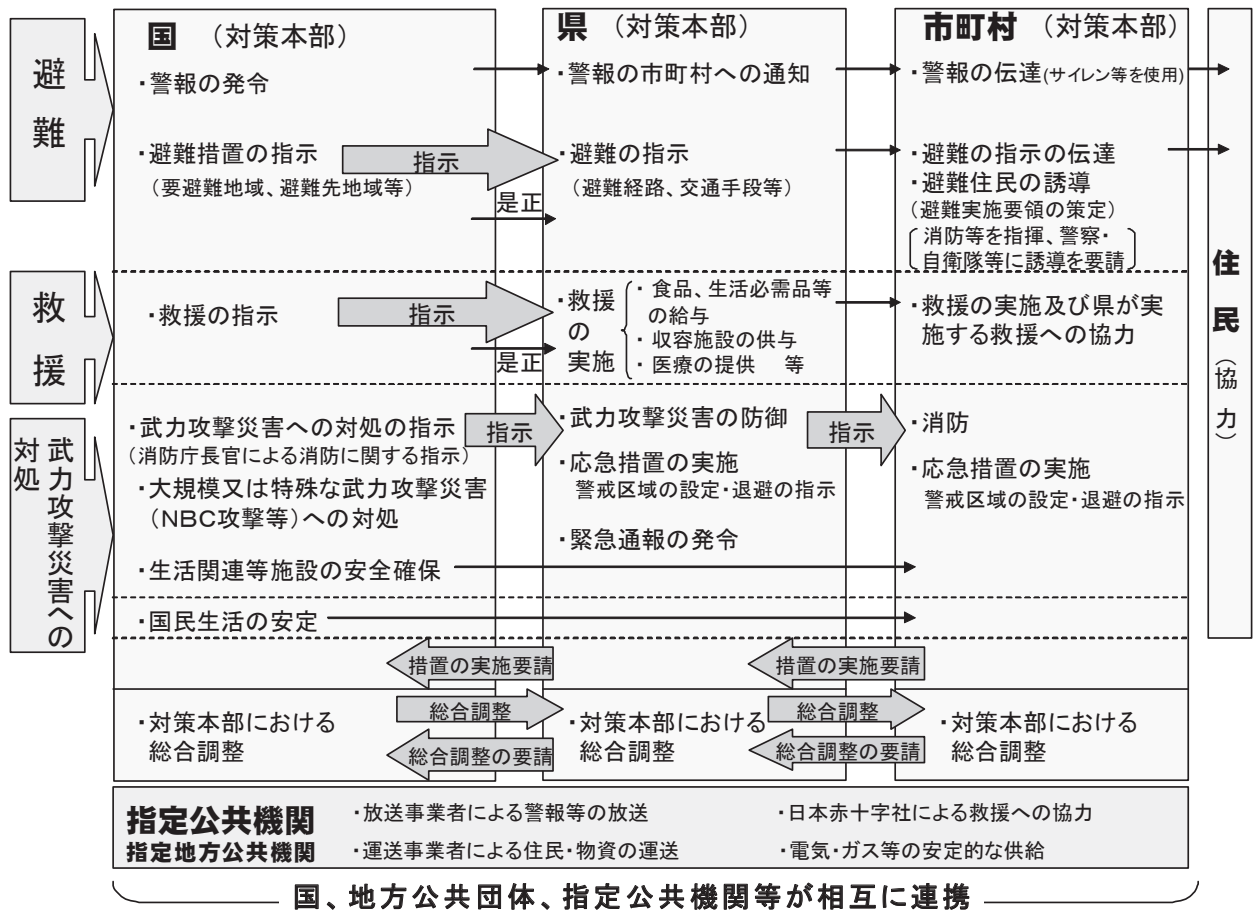 避難
国 （対策本部）
・警報の発令
・避難措置の指示
（要避難地域、避難先地域等）
指示
是正
県 （対策本部）
・警報の市町村への通知
・避難の指示
（避難経路、交通手段等）
市町村 （対策本部）
・警報の伝達(サイレン等を使用)
・避難の指示の伝達
・避難住民の誘導
（避難実施要領の策定）
消防等を指揮、警察・
自衛隊等に誘導を要請
救援
・救援の指示
指示
是正
・救援
の
実施
・ 食品、生活必需品等
の給与
・ 収容施設の供与
・ 医療の提供 等
・救援の実施及び県が実
施する救援への協力
武力攻撃災害への
対処
・武力攻撃災害への対処の指示
（消防庁長官による消防に関する指示）
・大規模又は特殊な武力攻撃災害
（ＮＢＣ攻撃等）への対処
・生活関連等施設の安全確保
・国民生活の安定
指示
・武力攻撃災害の防御
・応急措置の実施
警戒区域の設定・退避の指示
・緊急通報の発令
指示
・消防
・応急措置の実施
警戒区域の設定・退避の指示
措置の実施要請
措置の実施要請
・対策本部における
総合調整
総合調整
総合調整の要請
・対策本部における
総合調整
総合調整
総合調整の要請
・対策本部における
総合調整
住民（協力）
指定公共機関
指定地方公共機関
・放送事業者による警報等の放送
・日本赤十字社による救援への協力
・運送事業者による住民・物資の運送
・電気・ガス等の安定的な供給
国、地方公共団体、指定公共機関等が相互に連携